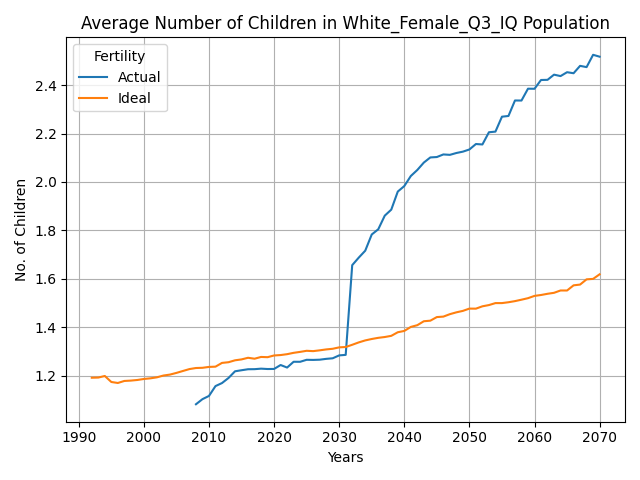 Average Number of Children in White_Female_Q3_IQ Population
Fertility
Actual
Ideal
2.4
2.2
2.0
1.8
1.6
1.4
1.2
No. of Children
1990 2000 2010 2020 2030 2040 2050 2060 2070
Years